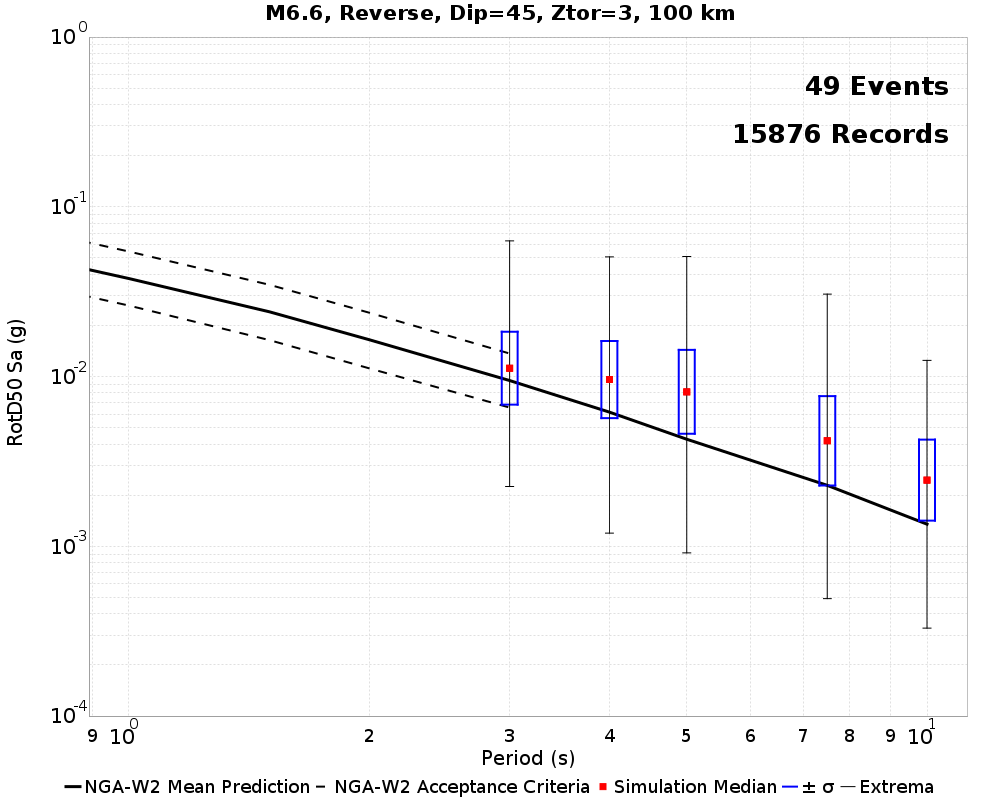 M6.6, Reverse, Dip=45, Ztor=3, 100 km
49 Events
15876 Records
RotD50 Sa (g)
10^0
10^-1
10^-2
10^-3
10^-4
9 10^0 2 3 4 5 6 7 8 9 10^1
Period (s)
NGA-W2 Mean Prediction NGA-W2 Acceptance Criteria Simulation Median ± σ Extrema